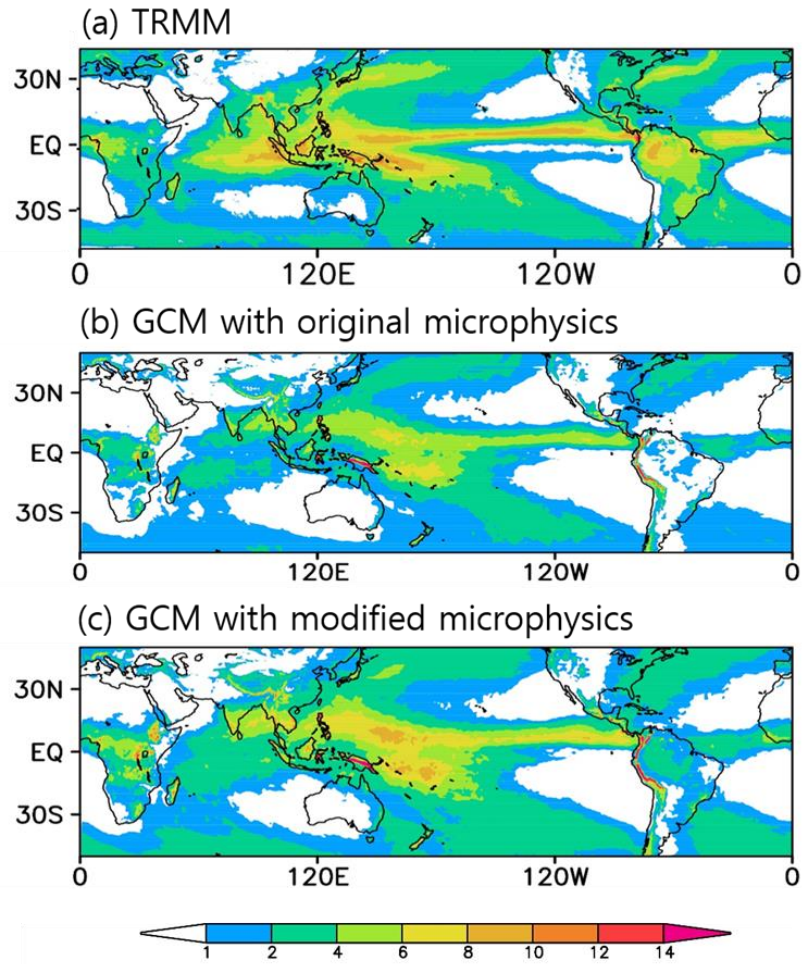 (a) TRMM
30N
EQ
30S
0 120E 120W 0
(b) GCM with original microphysics
30N
EQ
30S
0 120E 120W 0
(c) GCM with modified microphysics
30N
EQ
30S
0 120E 120W 0
1 2 4 6 8 10 12 14